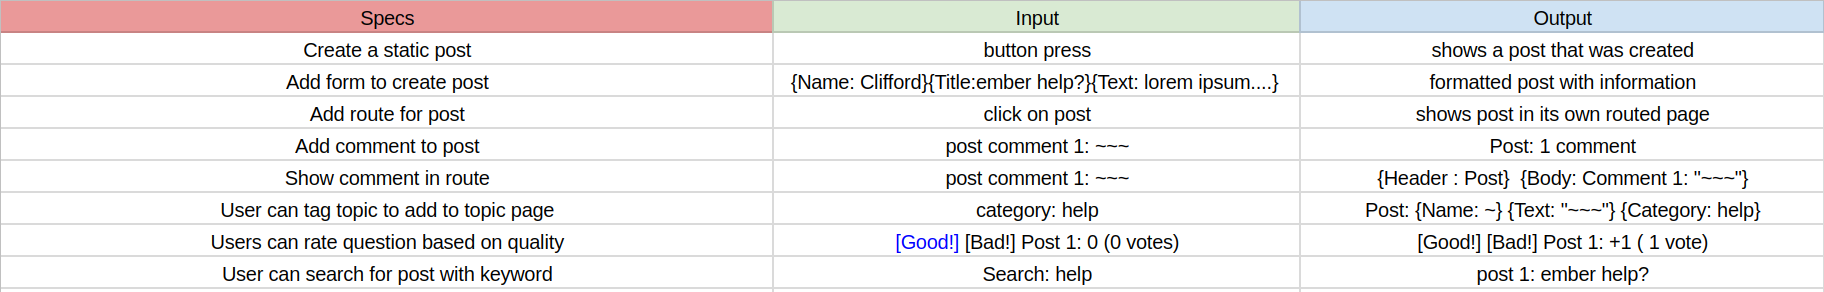 Specs Input Output
Create a static post button press shows a post that was created
Add form to create post {Name: Clifford}{Title:ember help?}{Text: lorem ipsum....} formatted post with information
Add route for post click on post shows post in its own routed page
Add comment to post post comment 1: ~~~ Post: 1 comment
Show comment in route post comment 1: ~~~ {Header : Post}  {Body: Comment 1: "~~~"}
User can tag topic to add to topic page category: help Post: {Name: ~} {Text: "~~~"} {Category: help}
Users can rate question based on quality [Good!] [Bad!] Post 1: 0 (0 votes) [Good!] [Bad!] Post 1: +1 ( 1 vote)
User can search for post with keyword Search: help post 1: ember help?